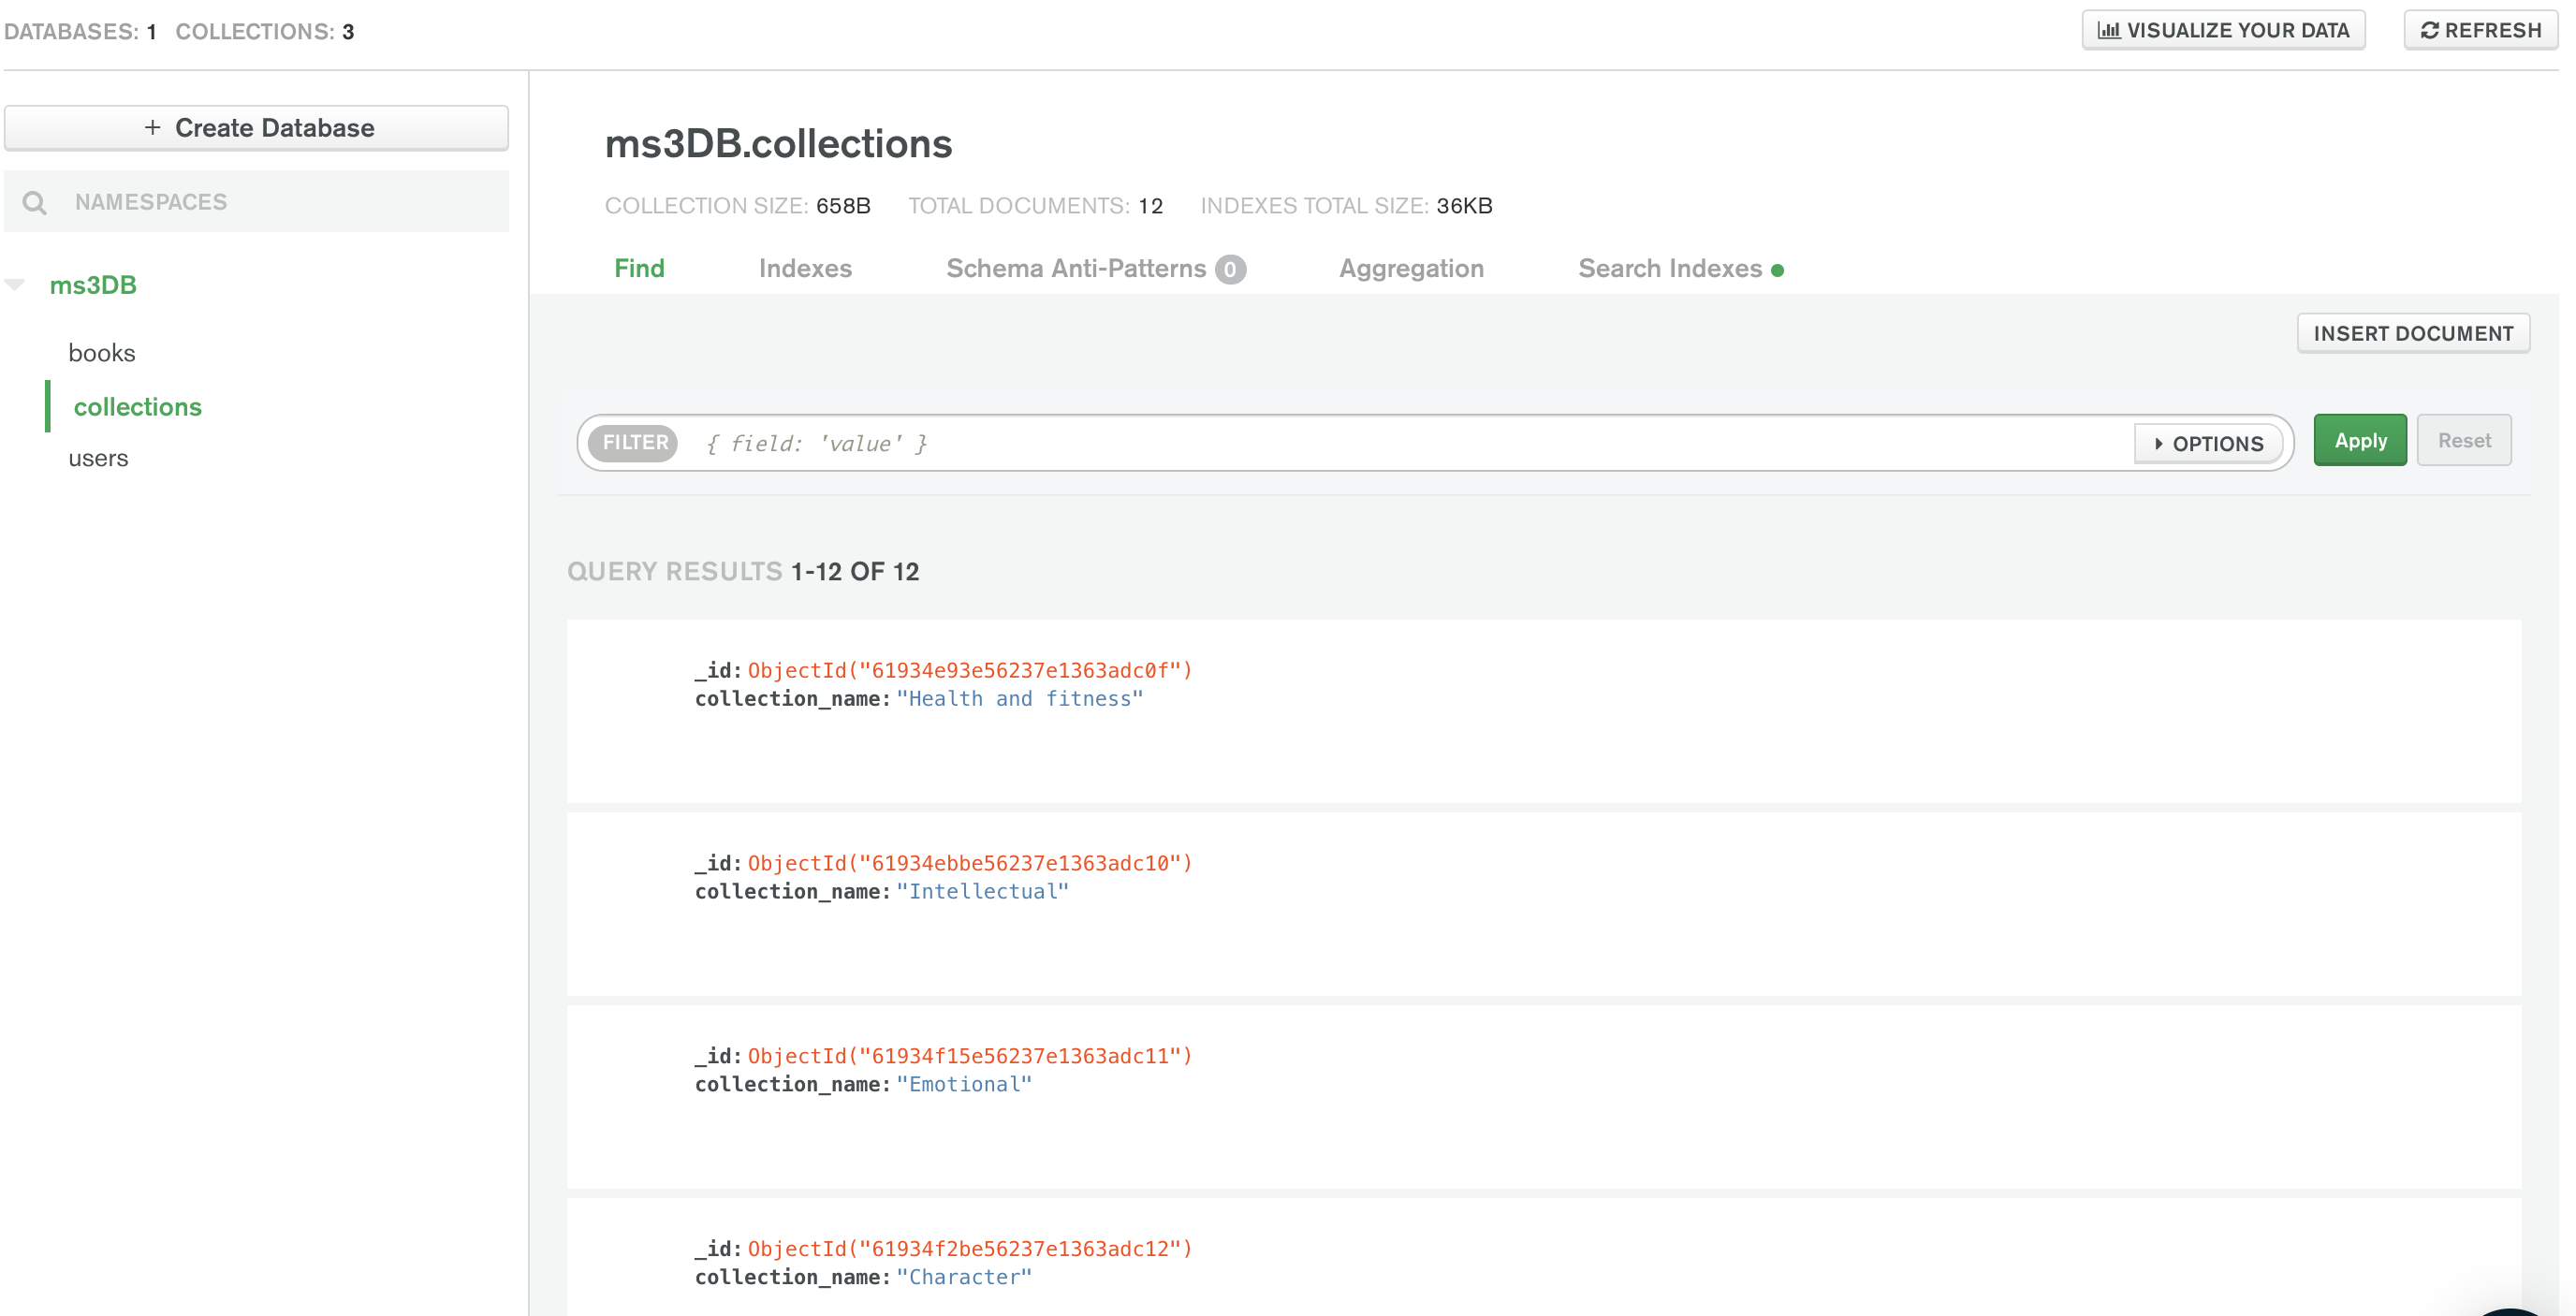 DATABASES: 1 COLLECTIONS: 3
VISUALIZE YOUR DATA
REFRESH
+ Create Database
NAMESPACES
ms3DB
books
collections
users
ms3DB.collections
COLLECTION SIZE: 658B TOTAL DOCUMENTS: 12 INDEXES TOTAL SIZE: 36KB
Find Indexes Schema Anti-Patterns 0 Aggregation Search Indexes
INSERT DOCUMENT
FILTER { field: 'value' } OPTIONS Apply Reset
QUERY RESULTS 1-12 OF 12
_id: ObjectId("61934e93e56237e1363adc0f")
collection_name: "Health and fitness"
_id: ObjectId("61934ebbe56237e1363adc10")
collection_name: "Intellectual"
_id: ObjectId("61934f15e56237e1363adc11")
collection_name: "Emotional"
_id: ObjectId("61934f2be56237e1363adc12")
collection_name: "Character"